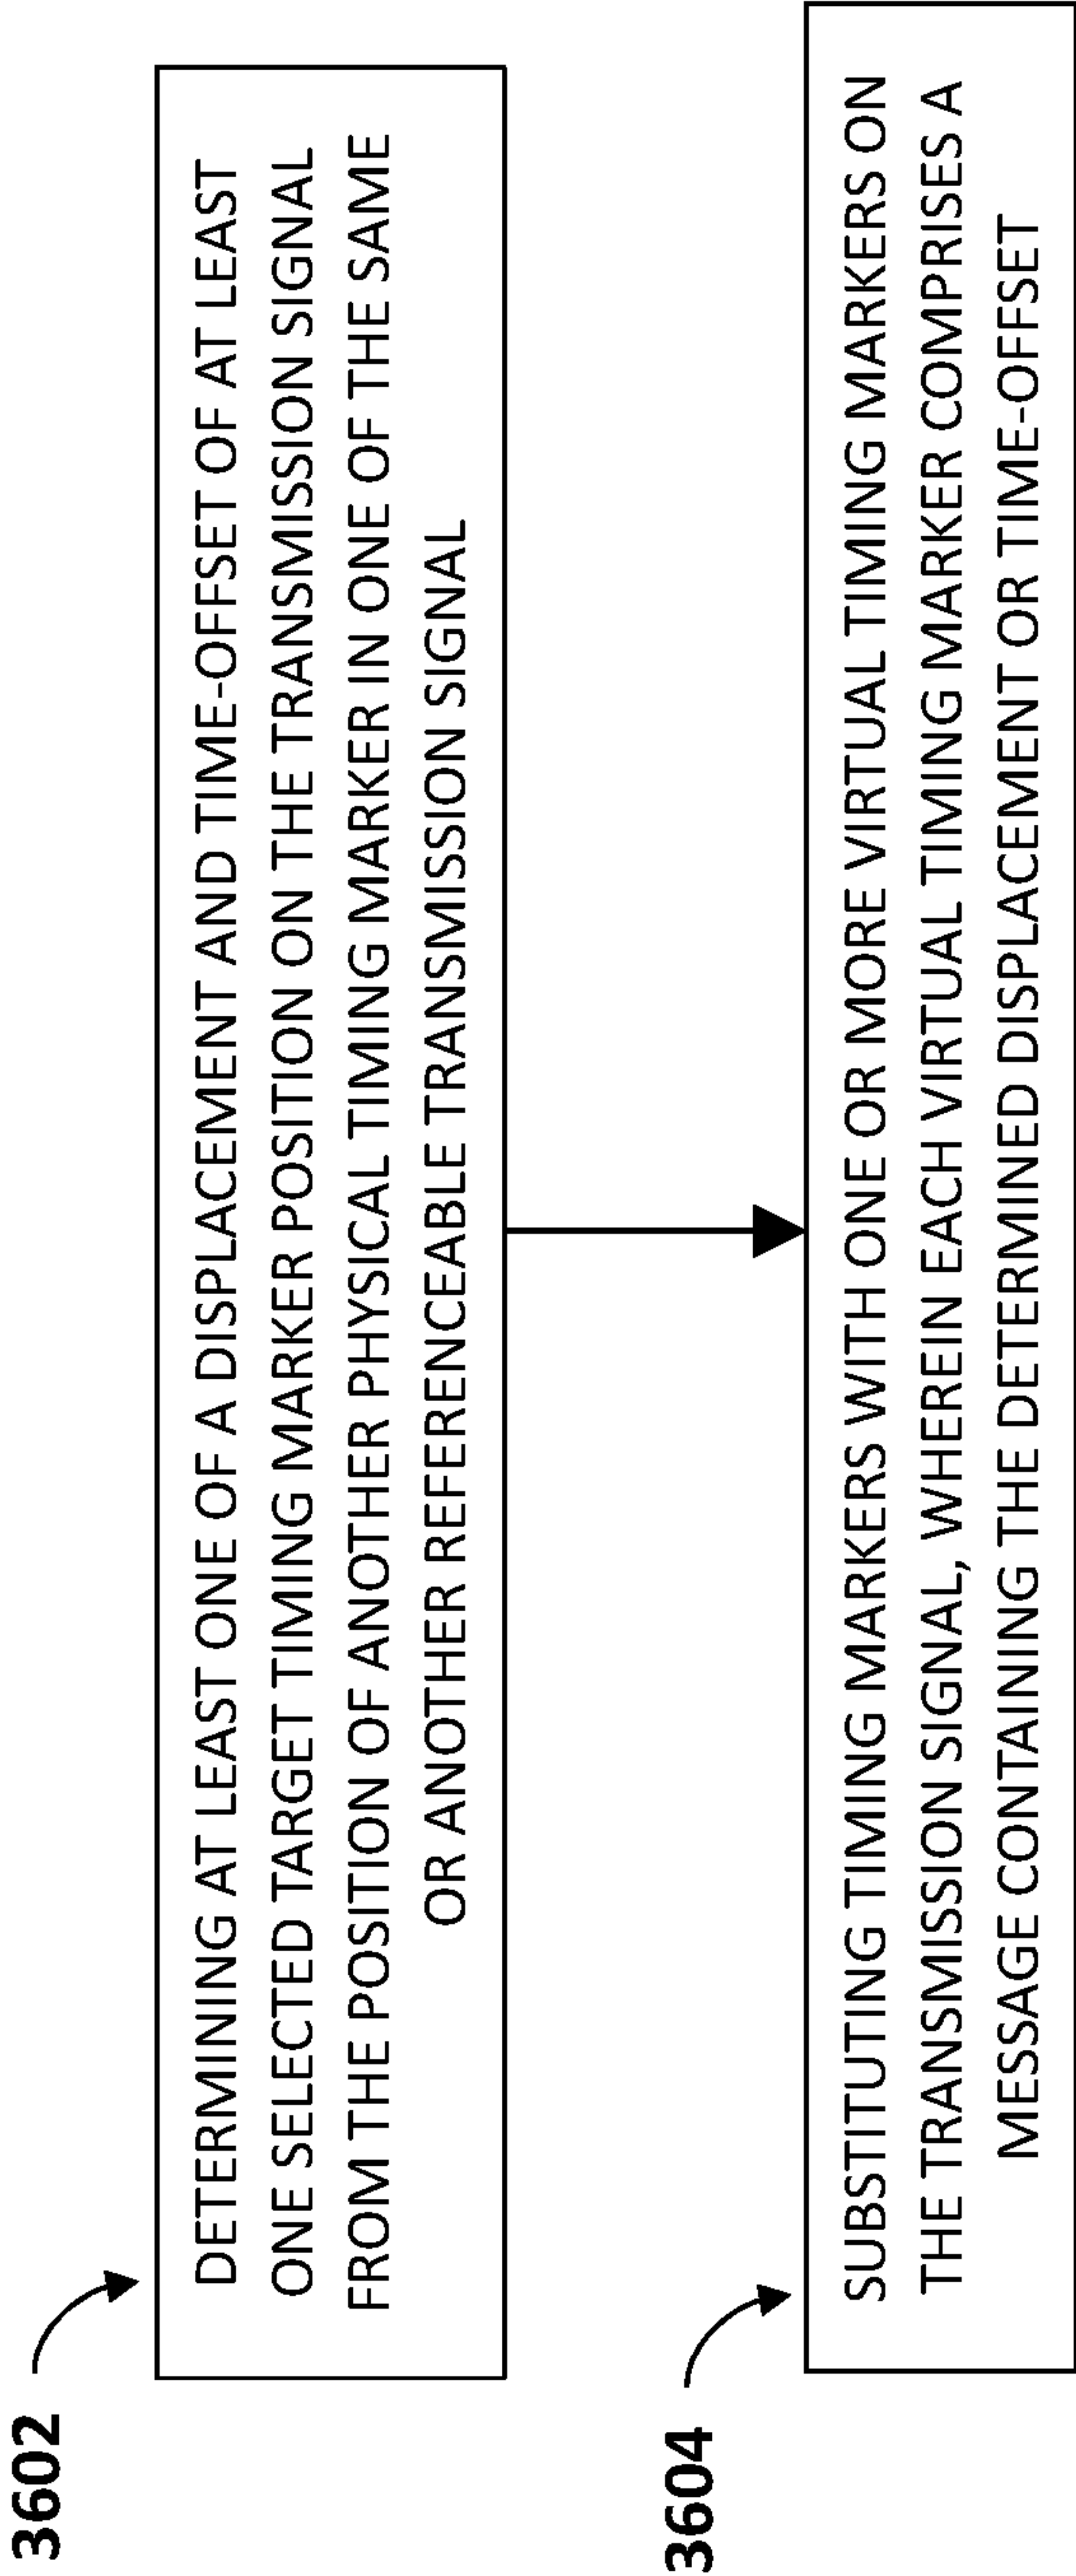 3602
DETERMINING AT LEAST ONE OF A DISPLACEMENT AND TIME-OFFSET OF AT LEAST
ONE SELECTED TARGET TIMING MARKER POSITION ON THE TRANSMISSION SIGNAL
FROM THE POSITION OF ANOTHER PHYSICAL TIMING MARKER IN ONE OF THE SAME
OR ANOTHER REFERENCEABLE TRANSMISSION SIGNAL
3604
SUBSTITUTING TIMING MARKERS WITH ONE OR MORE VIRTUAL TIMING MARKERS ON
THE TRANSMISSION SIGNAL, WHEREIN EACH VIRTUAL TIMING MARKER COMPRISES A
MESSAGE CONTAINING THE DETERMINED DISPLACEMENT OR TIME-OFFSET